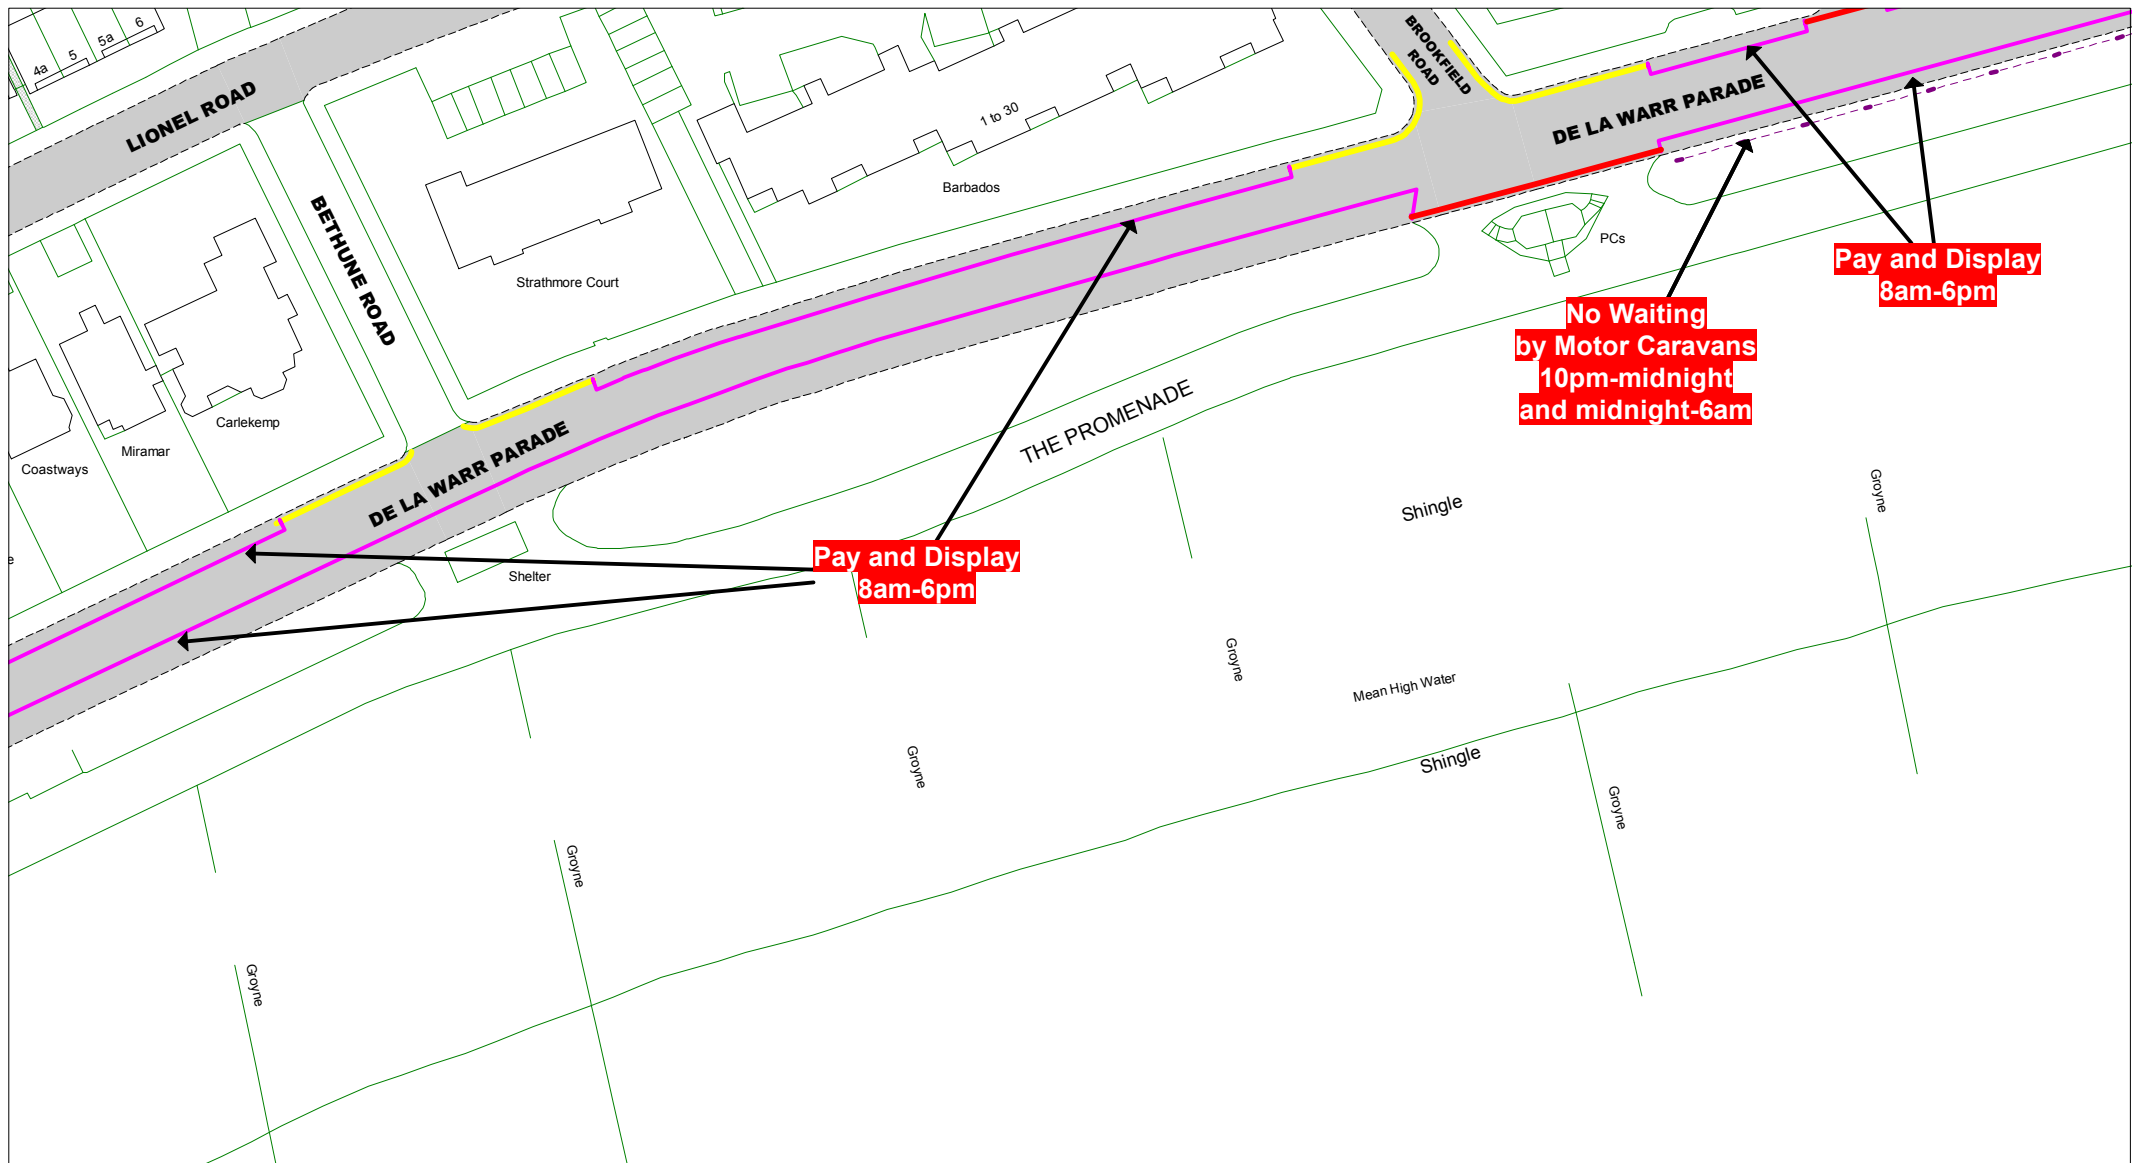 6
5a
5
4a
LIONEL ROAD
BROOKFIELD
ROAD
DE LA WARR PARADE
1 to 30
Barbados
BETHUNE ROAD
Strathmore Court
PCs
Pay and Display
8am-6pm
No Waiting
by Motor Caravans
10pm-midnight
and midnight-6am
Carlekemp
Miramar
Coastways
DE LA WARR PARADE
THE PROMENADE
Shingle
Groyne
e
Shelter
Pay and Display
8am-6pm
Groyne
Mean High Water
Groyne
Shingle
Groyne
Groyne
Groyne